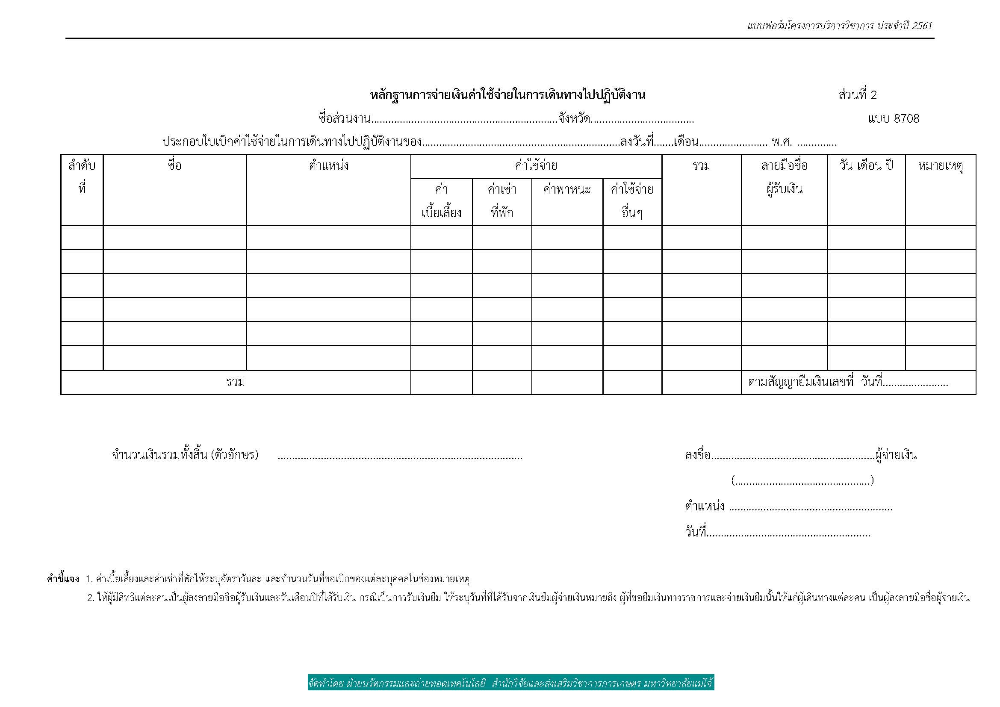 แบบฟอร์มโครงการบริการวิชาการ ประจำปี 2561
หลักฐานการจ่ายเงินค่าใช้จ่ายในการเดินทางไปปฏิบัติงาน ส่วนที่ 2
ชื่อส่วนงาน.................................................................จังหวัด.................................... แบบ 8708
ประกอบใบเบิกค่าใช้จ่ายในการเดินทางไปปฏิบัติงานของ.....................................................................ลงวันที่.......เดือน........................ พ.ศ. ..............
ลำดับ ชื่อ ตำแหน่ง ค่าใช้จ่าย รวม ลายมือชื่อ วัน เดือน ปี หมายเหตุ
ที่ ค่า ค่าเช่า ค่าพาหนะ ค่าใช้จ่าย ผู้รับเงิน
เบี้ยเลี้ยง ที่พัก อื่นๆ
รวม ตามสัญญายืมเงินเลขที่ วันที่.......................
จำนวนเงินรวมทั้งสิ้น (ตัวอักษร) ..................................................................................... ลงชื่อ.........................................................ผู้จ่ายเงิน
(...............................................)
ตำแหน่ง .........................................................
วันที่.........................................................
คำชี้แจง 1. ค่าเบี้ยเลี้ยงและค่าเช่าที่พักให้ระบุอัตราวันละ และจำนวนวันที่ขอเบิกของแต่ละบุคคลในช่องหมายเหตุ
2. ให้ผู้มีสิทธิแต่ละคนเป็นผู้ลงลายมือชื่อผู้รับเงินและวันเดือนปีที่ได้รับเงิน กรณีเป็นการรับเงินยืม ให้ระบุวันที่ที่ได้รับจากเงินยืมผู้จ่ายเงินหมายถึง ผู้ที่ขอยืมเงินทางราชการและจ่ายเงินยืมนั้นให้แก่ผู้เดินทางแต่ละคน เป็นผู้ลงลายมือชื่อผู้จ่ายเงิน
จัดทำโดย ฝ่ายนวัตกรรมและถ่ายทอดเทคโนโลยี สำนักวิจัยและส่งเสริมวิชาการการเกษตร มหาวิทยาลัยแม่โจ้